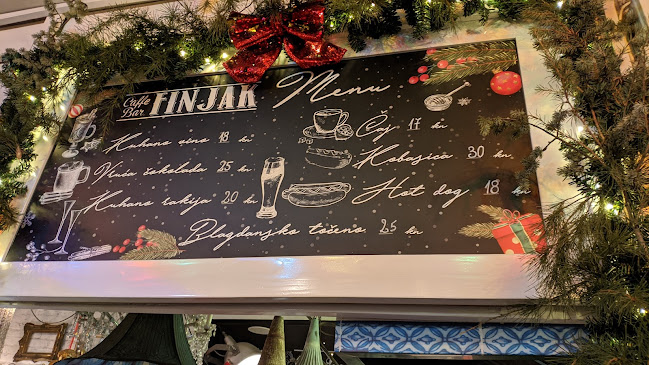 Caffe Bar FINJAK Menu
Kuhano vino 18 kn
Vruća čokolada 25 kn
Kuhana rakija 20 kn
Čaj 17 kn
Kobasica 30 kn
Hot dog 18 kn
Blagdansko točeno 25 kn